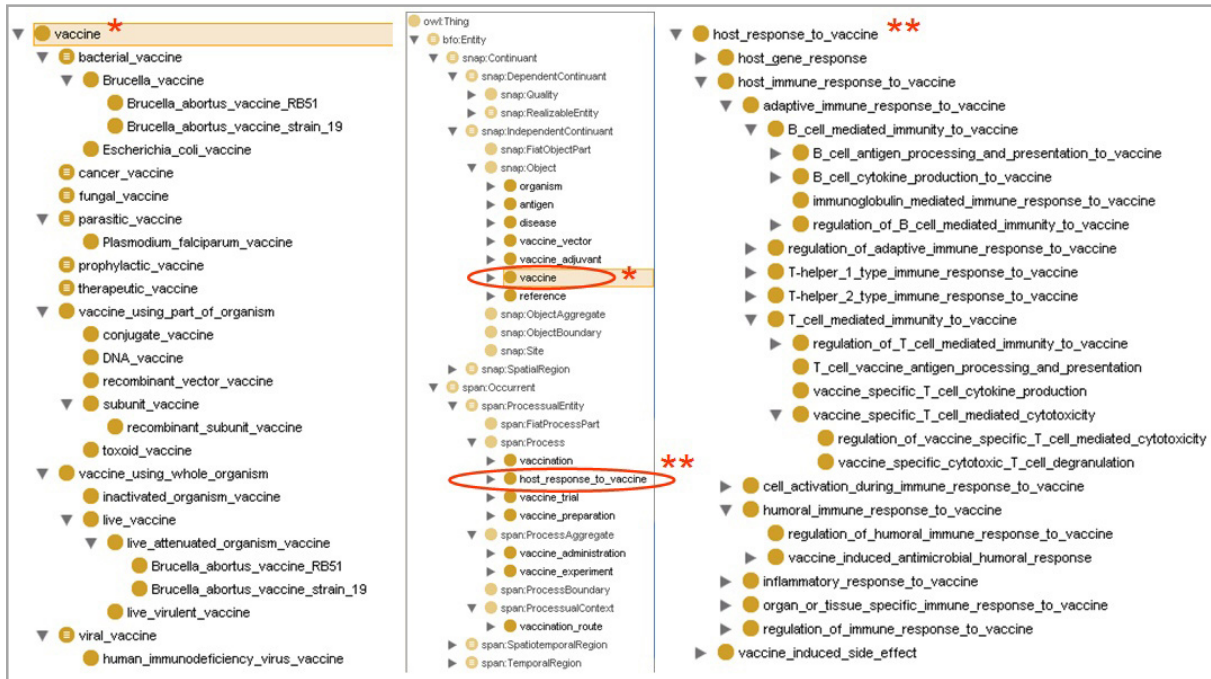 vaccine *
bacterial_vaccine
Brucella_vaccine
Brucella_abortus_vaccine_RB51
Brucella_abortus_vaccine_strain_19
Escherichia_coli_vaccine
cancer_vaccine
fungal_vaccine
parasitic_vaccine
Plasmodium_falciparum_vaccine
prophylactic_vaccine
therapeutic_vaccine
vaccine_using_part_of_organism
conjugate_vaccine
DNA_vaccine
recombinant_vector_vaccine
subunit_vaccine
recombinant_subunit_vaccine
toxoid_vaccine
vaccine_using_whole_organism
inactivated_organism_vaccine
live_vaccine
live_attenuated_organism_vaccine
Brucella_abortus_vaccine_RB51
Brucella_abortus_vaccine_strain_19
live_virulent_vaccine
viral_vaccine
human_immunodeficiency_virus_vaccine
owl:Thing
bfo:Entity
snap:Continuant
snap:DependentContinuant
snap:Quality
snap:RealizableEntity
snap:IndependentContinuant
snap:FiatObjectPart
snap:Object
organism
antigen
disease
vaccine_vector
vaccine_adjuvant
vaccine *
reference
snap:ObjectAggregate
snap:ObjectBoundary
snap:Site
snap:SpatialRegion
span:Occurrent
span:ProcessualEntity
span:FiatProcessPart
span:Process
vaccination
host_response_to_vaccine **
vaccine_trial
vaccine_preparation
span:ProcessAggregate
vaccine_administration
vaccine_experiment
span:ProcessBoundary
span:ProcessualContext
vaccination_route
span:SpatiotemporalRegion
span:TemporalRegion
host_response_to_vaccine **
host_gene_response
host_immune_response_to_vaccine
adaptive_immune_response_to_vaccine
B_cell_mediated_immunity_to_vaccine
B_cell_antigen_processing_and_presentation_to_vaccine
B_cell_cytokine_production_to_vaccine
immunoglobulin_mediated_immune_response_to_vaccine
regulation_of_B_cell_mediated_immunity_to_vaccine
regulation_of_adaptive_immune_response_to_vaccine
T-helper_1_type_immune_response_to_vaccine
T-helper_2_type_immune_response_to_vaccine
T_cell_mediated_immunity_to_vaccine
regulation_of_T_cell_mediated_immunity_to_vaccine
T_cell_vaccine_antigen_processing_and_presentation
vaccine_specific_T_cell_cytokine_production
vaccine_specific_T_cell_mediated_cytotoxicity
regulation_of_vaccine_specific_T_cell_mediated_cytotoxicity
vaccine_specific_cytotoxic_T_cell_degranulation
cell_activation_during_immune_response_to_vaccine
humoral_immune_response_to_vaccine
regulation_of_humoral_immune_response_to_vaccine
vaccine_induced_antimicrobial_humoral_response
inflammatory_response_to_vaccine
organ_or_tissue_specific_immune_response_to_vaccine
regulation_of_immune_response_to_vaccine
vaccine_induced_side_effect